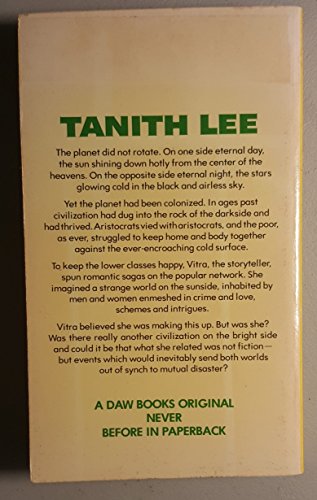 TANITH LEE
The planet did not rotate. On one side eternal day,
the sun shining down hotly from the center of the
heavens. On the opposite side eternal night, the stars
glowing cold in the black and airless sky.
Yet the planet had been colonized. In ages past
civilization had dug into the rock of the darkside and
had thrived. Aristocrats vied with aristocrats, and the poor,
as ever, struggled to keep home and body together
against the ever-encroaching cold surface.
To keep the lower classes happy, Vitra, the storyteller,
spun romantic sagas on the popular network. She
imagined a strange world on the sunside, inhabited by
men and women enmeshed in crime and love,
schemes and intrigues.
Vitra believed she was making this up. But was she?
Was there really another civilization on the bright side
and could it be that what she related was not fiction—
but events which would inevitably send both worlds
out of synch to mutual disaster?
A DAW BOOKS ORIGINAL
NEVER
BEFORE IN PAPERBACK